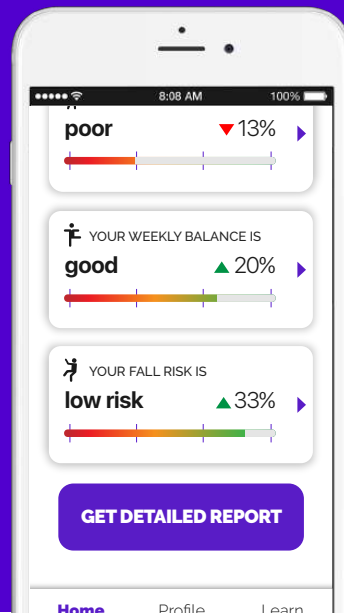 8:08 AM 100%
poor 13%
YOUR WEEKLY BALANCE IS
good 20%
YOUR FALL RISK IS
low risk 33%
GET DETAILED REPORT
Home Profile Learn